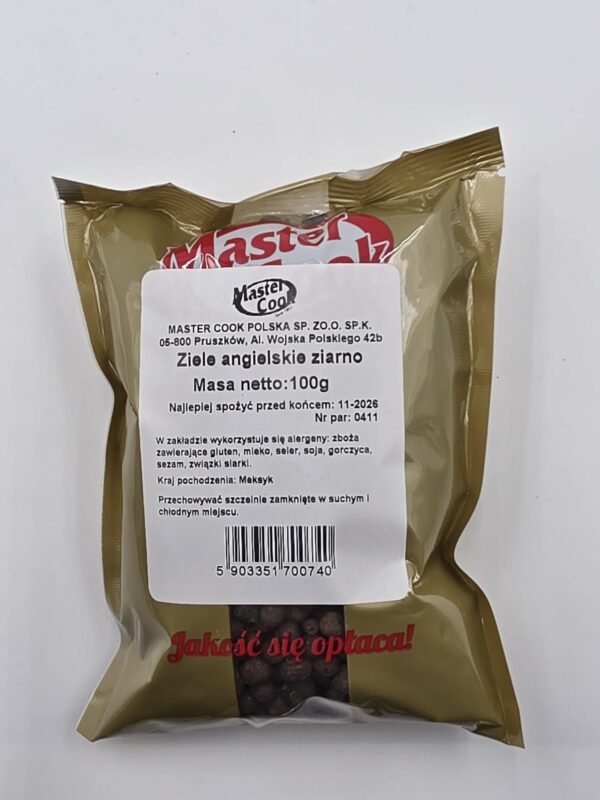 Master
Cook
Master
Cook
MASTER COOK POLSKA SP. ZO.O. SP.K.
05-800 Pruszków, Al. Wojska Polskiego 42b
Ziele angielskie ziarno
Masa netto:100g
Najlepiej spożyć przed końcem: 11-2026
Nr par: 0411
W zakładzie wykorzystuje się alergeny: zboża
zawierające gluten, mleko, seler, soja, gorczyca,
sezam, związki siarki.
Kraj pochodzenia: Meksyk
Przechowywać szczelnie zamknięte w suchym i
chłodnym miejscu.
5 903351 700740
Jakość się opłaca!